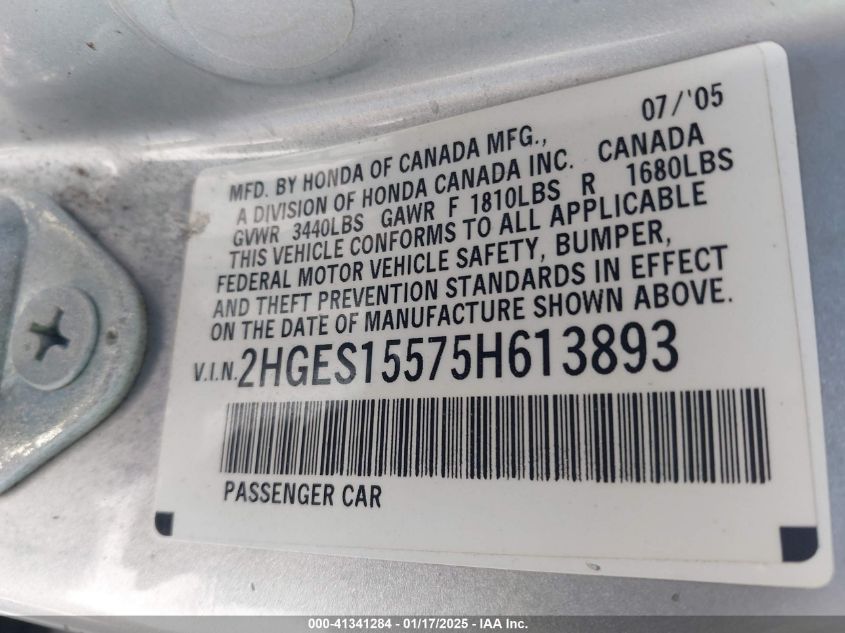 07/'05
MFD. BY HONDA OF CANADA MFG.,
A DIVISION OF HONDA CANADA INC. CANADA
GVWR 3440LBS GAWR F 1810LBS R 1680LBS
THIS VEHICLE CONFORMS TO ALL APPLICABLE
FEDERAL MOTOR VEHICLE SAFETY, BUMPER,
AND THEFT PREVENTION STANDARDS IN EFFECT
ON THE DATE OF MANUFACTURE SHOWN ABOVE.
V.I.N. 2HGES15575H613893
PASSENGER CAR
000-41341284 - 01/17/2025 - IAA Inc.